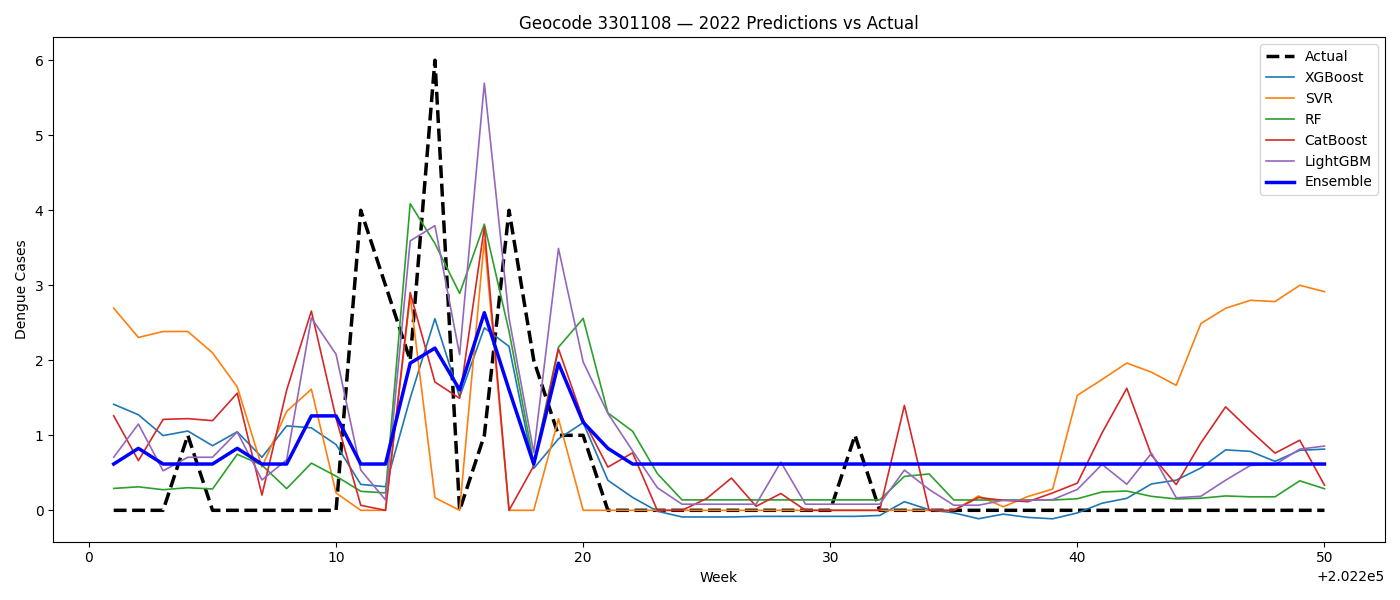 Geocode 3301108 — 2022 Predictions vs Actual
Dengue Cases
6
5
4
3
2
1
0
Actual
XGBoost
SVR
RF
CatBoost
LightGBM
Ensemble
0 10 20 30 40 50
Week
+2.022e5